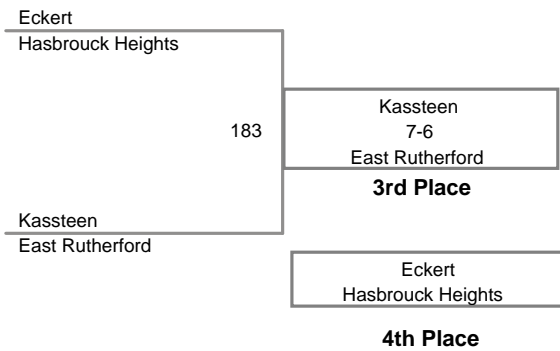 Eckert
Hasbrouck Heights
183
Kassteen
7-6
East Rutherford
3rd Place
Kassteen
East Rutherford
Eckert
Hasbrouck Heights
4th Place